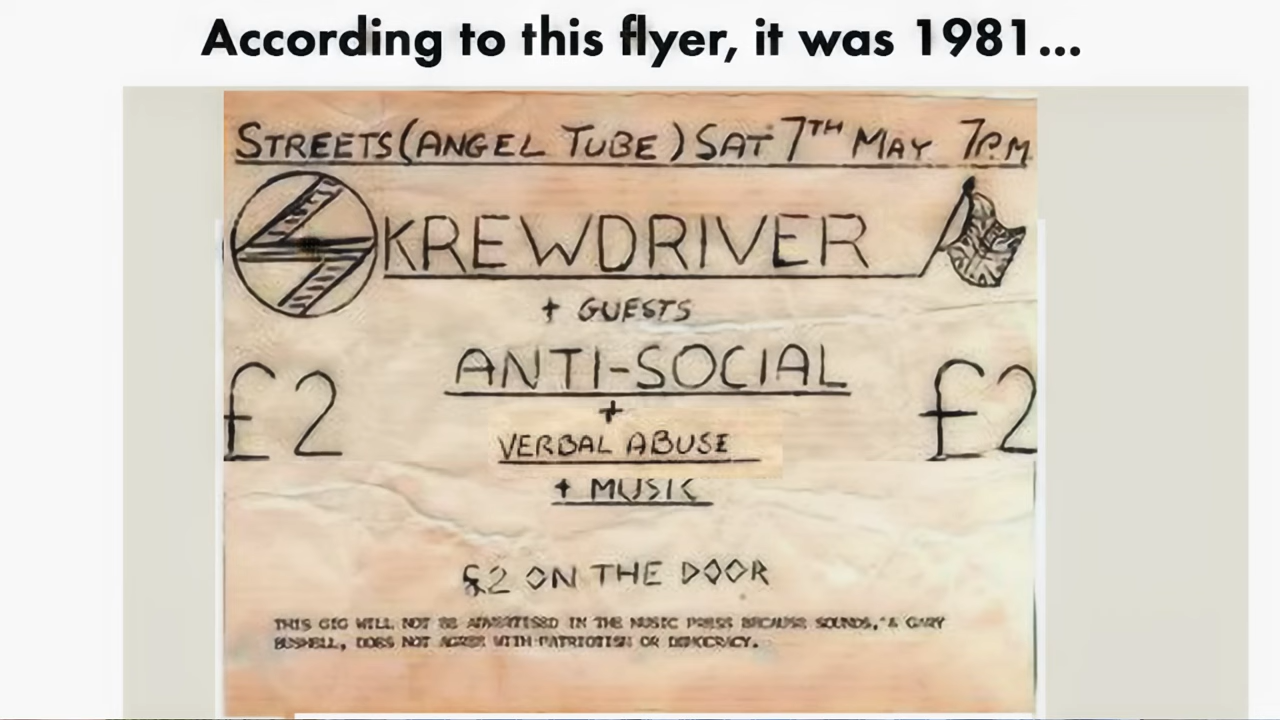 According to this flyer, it was 1981...
STREETS (ANGEL TUBE) SAT 7TH MAY 7P.M
SKREWDRIVER
+ GUESTS
ANTI-SOCIAL
£2 £2
+
VERBAL ABUSE
+ MUSIC
£2 ON THE DOOR
THIS GIG WILL NOT BE ADVERTISED IN THE MUSIC PRESS BECAUSE SOUNDS, & GARY
BUSHELL, DOES NOT AGREE WITH PATRIOTISM OR DEMOCRACY.